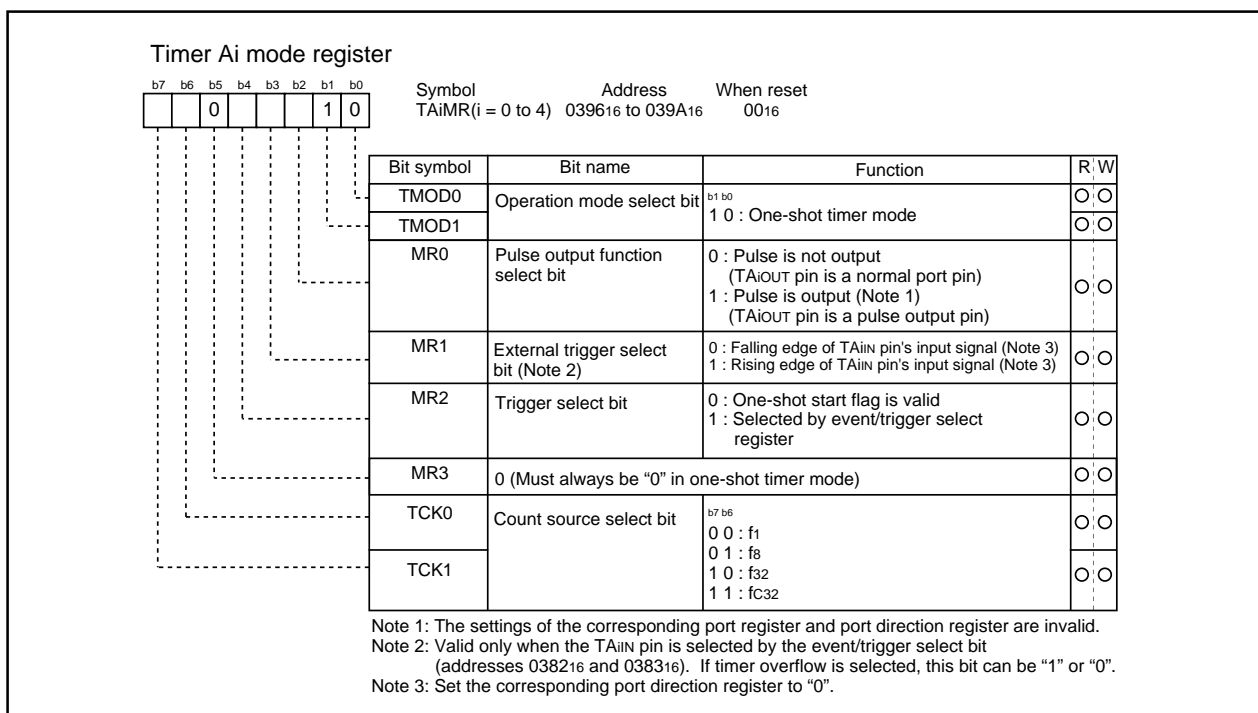 Timer Ai mode register
b7 b6 b5 b4 b3 b2 b1 b0
0 1 0
Symbol Address When reset
TAiMR(i = 0 to 4) 039616 to 039A16 0016
Bit symbol Bit name Function R W
TMOD0 Operation mode select bit b1 b0
1 0 : One-shot timer mode
TMOD1
MR0 Pulse output function 0 : Pulse is not output
select bit (TAiOUT pin is a normal port pin)
1 : Pulse is output (Note 1)
(TAiOUT pin is a pulse output pin)
MR1 External trigger select 0 : Falling edge of TAiIN pin's input signal (Note 3)
bit (Note 2) 1 : Rising edge of TAiIN pin's input signal (Note 3)
MR2 Trigger select bit 0 : One-shot start flag is valid
1 : Selected by event/trigger select
register
MR3 0 (Must always be “0” in one-shot timer mode)
TCK0 Count source select bit b7 b6
0 0 : f1
0 1 : f8
TCK1 1 0 : f32
1 1 : fC32
Note 1: The settings of the corresponding port register and port direction register are invalid.
Note 2: Valid only when the TAiIN pin is selected by the event/trigger select bit
(addresses 038216 and 038316). If timer overflow is selected, this bit can be “1” or “0”.
Note 3: Set the corresponding port direction register to “0”.